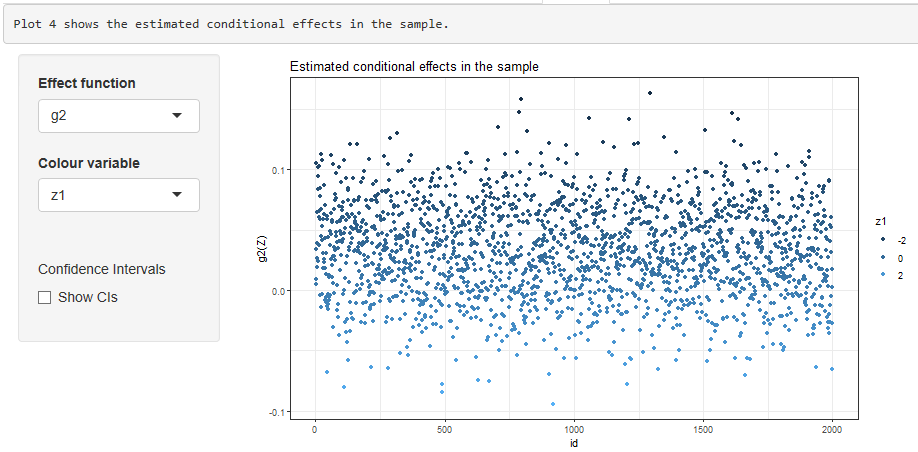 Plot 4 shows the estimated conditional effects in the sample.
Effect function
g2
Colour variable
z1
Confidence Intervals
Show CIs
Estimated conditional effects in the sample
g2(Z)
0.1
0.0
-0.1
0
500
1000
1500
2000
id
z1
-2
0
2